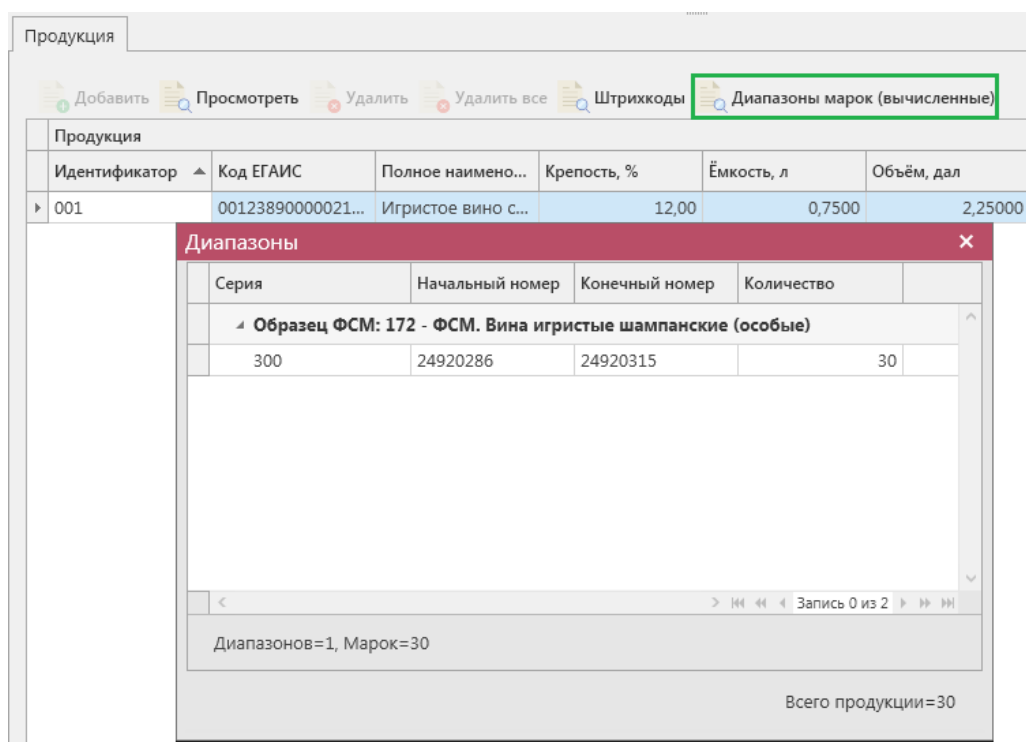 Продукция
Добавить Просмотреть Удалить Удалить все Штрихкоды Диапазоны марок (вычисленные)
Продукция
Идентификатор Код ЕГАИС Полное наимено... Крепость, % Ёмкость, л Объём, дал
001 00123890000021... Игристое вино с... 12,00 0,7500 2,25000
Диапазоны
Серия Начальный номер Конечный номер Количество
Образец ФСМ: 172 - ФСМ. Вина игристые шампанские (особые)
300 24920286 24920315 30
Запись 0 из 2
Диапазонов=1, Марок=30
Всего продукции=30